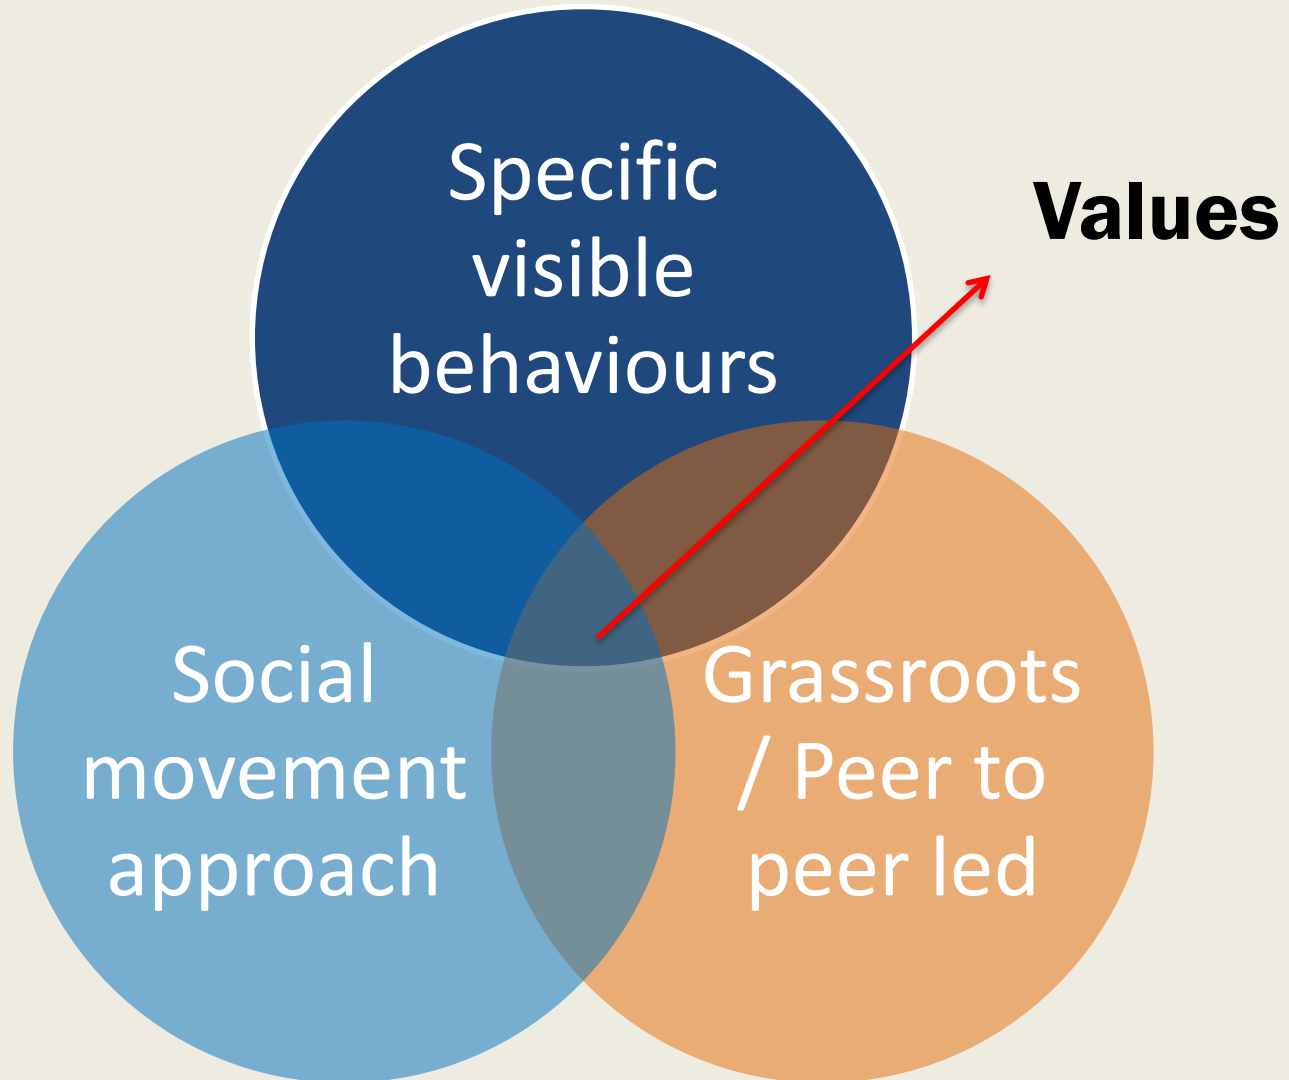 Specific
visible
behaviours
Values
Social
movement
approach
Grassroots
/ Peer to
peer led